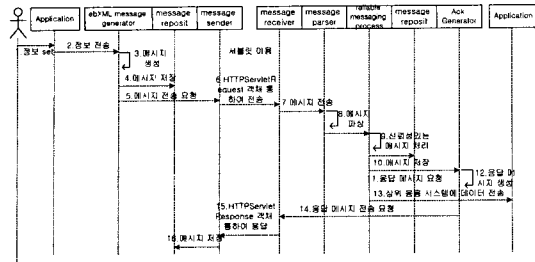 Application
ebXML message
generator
message
reposit
message
sender
message
receiver
message
parser
reliable
messaging
process
message
reposit
Ack
Generator
Application
정보 set
2.정보 전송
3.메시지
생성
서블릿 이용
4.메시지 저장
5.메시지 전송 요청
6.HTTPServletR
equest 객체 통
하여 전송
7.메시지 전송
8.메시지
파싱
9.신뢰성있는
메시지 처리
10.메시지 저장
1.응답 메시지 요청
12.응답 메
시지 생성
13.상위 응용 시스템에 데이터 전송
14.응답 메시지 전송 요청
15.HTTPServlet
Response 객체
통하여 응답
16.메시지 저장